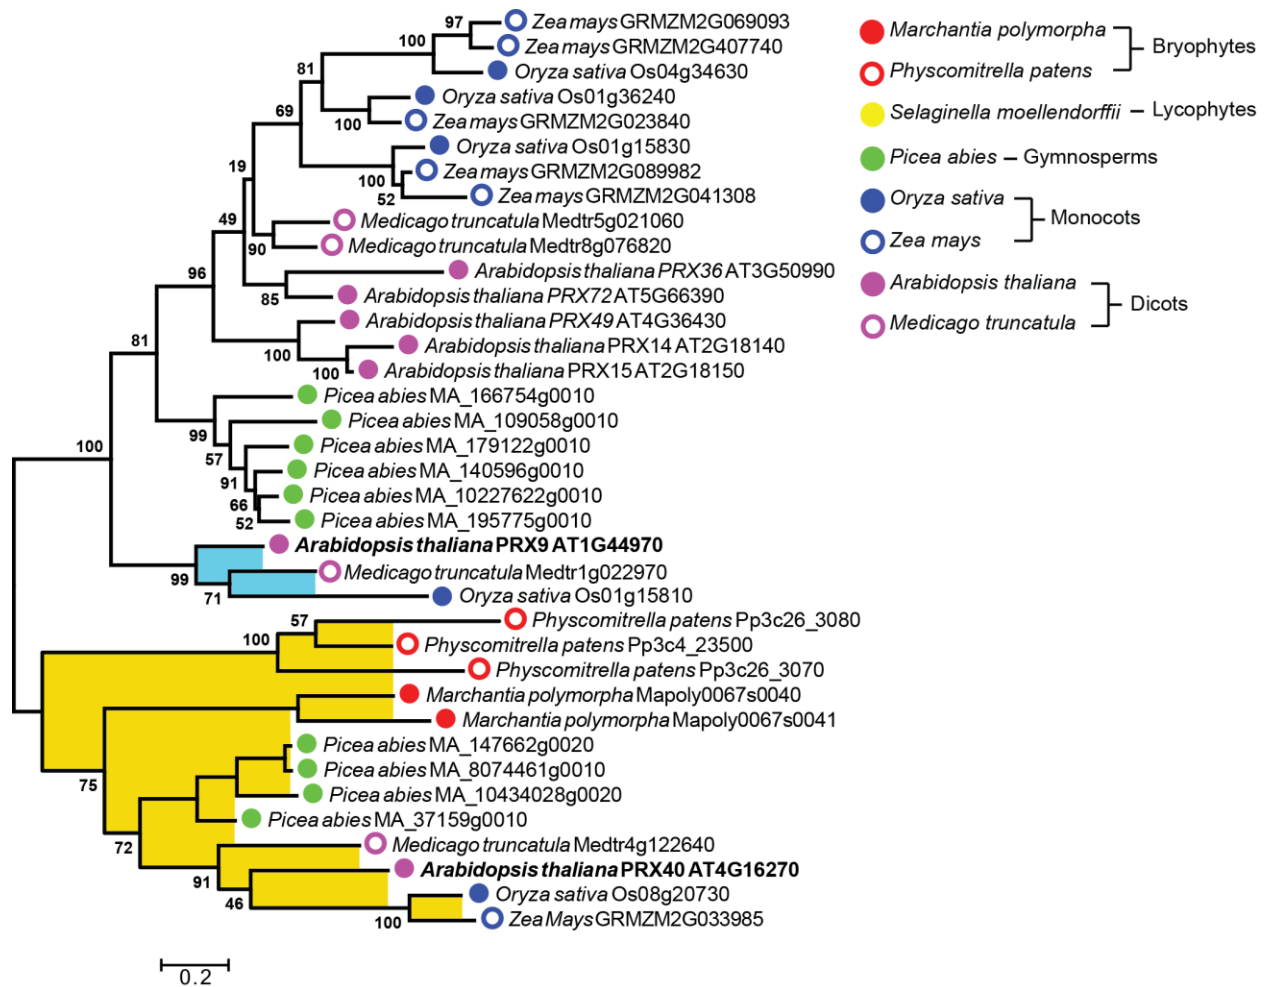 97
Zea mays GRMZM2G069093
100
Zea mays GRMZM2G407740
81
Oryza sativa Os04g34630
Oryza sativa Os01g36240
69
100
Zea mays GRMZM2G023840
Oryza sativa Os01g15830
19
100
Zea mays GRMZM2G089982
52
Zea mays GRMZM2G041308
49
Medicago truncatula Medtr5g021060
90
Medicago truncatula Medtr8g076820
96
Arabidopsis thaliana PRX36 AT3G50990
85
Arabidopsis thaliana PRX72 AT5G66390
81
Arabidopsis thaliana PRX49 AT4G36430
100
Arabidopsis thaliana PRX14 AT2G18140
100
Arabidopsis thaliana PRX15 AT2G18150
Picea abies MA_166754g0010
99
Picea abies MA_109058g0010
100
57
Picea abies MA_179122g0010
91
Picea abies MA_140596g0010
66
Picea abies MA_10227622g0010
52
Picea abies MA_195775g0010
Arabidopsis thaliana PRX9 AT1G44970
99
Medicago truncatula Medtr1g022970
71
Oryza sativa Os01g15810
57
Physcomitrella patens Pp3c26_3080
100
Physcomitrella patens Pp3c4_23500
Physcomitrella patens Pp3c26_3070
Marchantia polymorpha Mapoly0067s0040
Marchantia polymorpha Mapoly0067s0041
Picea abies MA_147662g0020
75
Picea abies MA_8074461g0010
Picea abies MA_10434028g0020
Picea abies MA_37159g0010
72
Medicago truncatula Medtr4g122640
91
Arabidopsis thaliana PRX40 AT4G16270
46
Oryza sativa Os08g20730
100
Zea Mays GRMZM2G033985
0.2
Marchantia polymorpha
Bryophytes
Physcomitrella patens
Selaginella moellendorffii – Lycophytes
Picea abies – Gymnosperms
Oryza sativa
Monocots
Zea mays
Arabidopsis thaliana
Dicots
Medicago truncatula